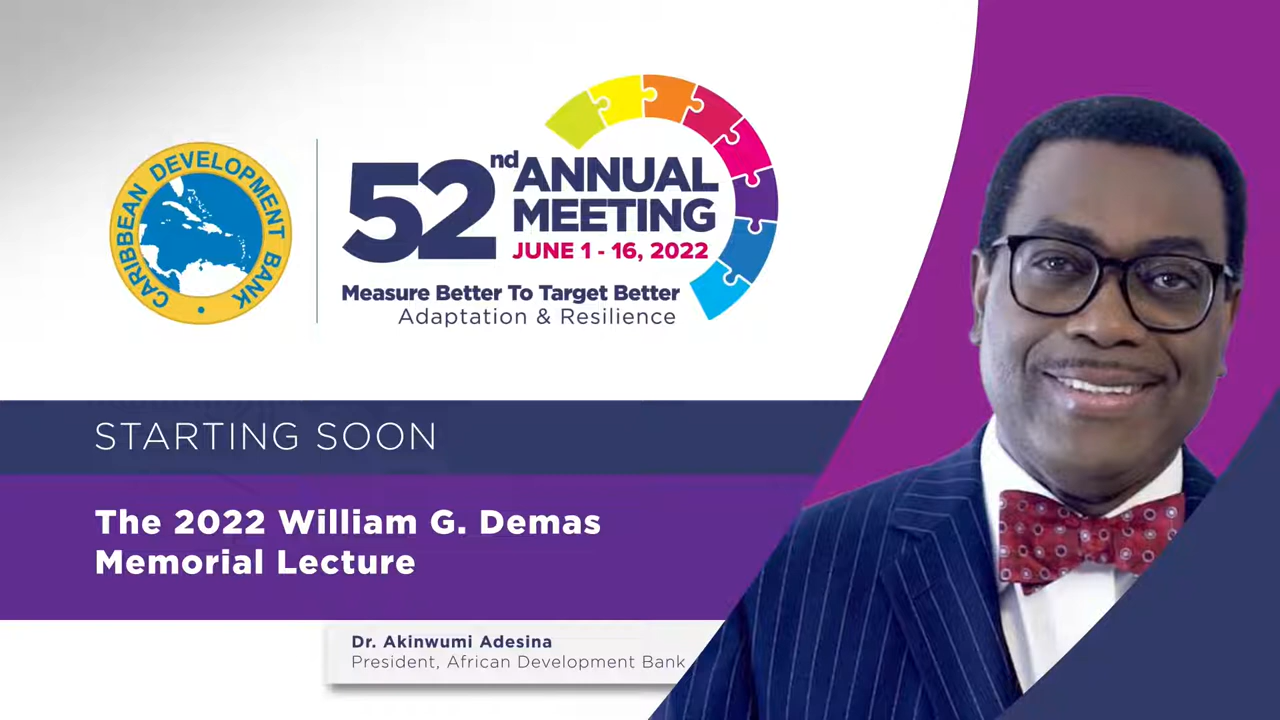 CARIBBEAN DEVELOPMENT BANK
52nd ANNUAL
MEETING
JUNE 1 - 16, 2022
Measure Better To Target Better
Adaptation & Resilience
STARTING SOON
The 2022 William G. Demas
Memorial Lecture
Dr. Akinwumi Adesina
President, African Development Bank